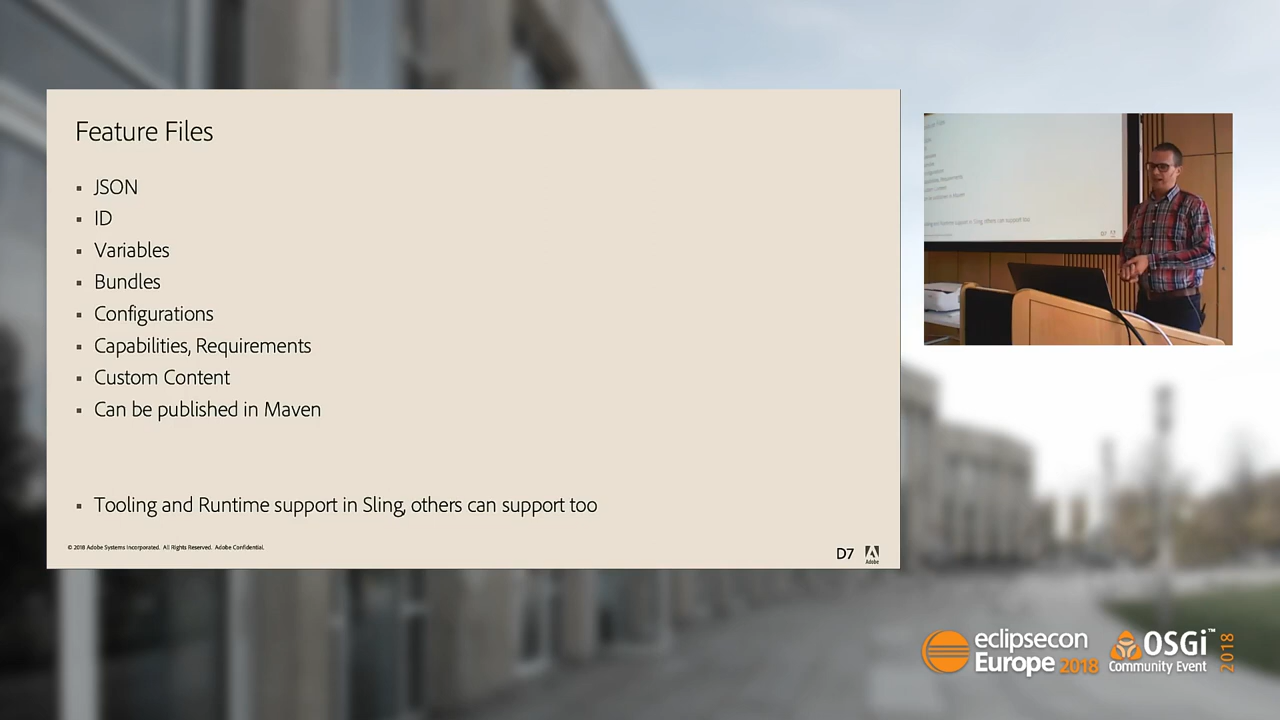 Feature Files
▪ JSON
▪ ID
▪ Variables
▪ Bundles
▪ Configurations
▪ Capabilities, Requirements
▪ Custom Content
▪ Can be published in Maven
▪ Tooling and Runtime support in Sling, others can support too
© 2018 Adobe Systems Incorporated. All Rights Reserved. Adobe Confidential.
D7
Adobe
eclipsecon
Europe 2018
OSGi™
Community Event
2018